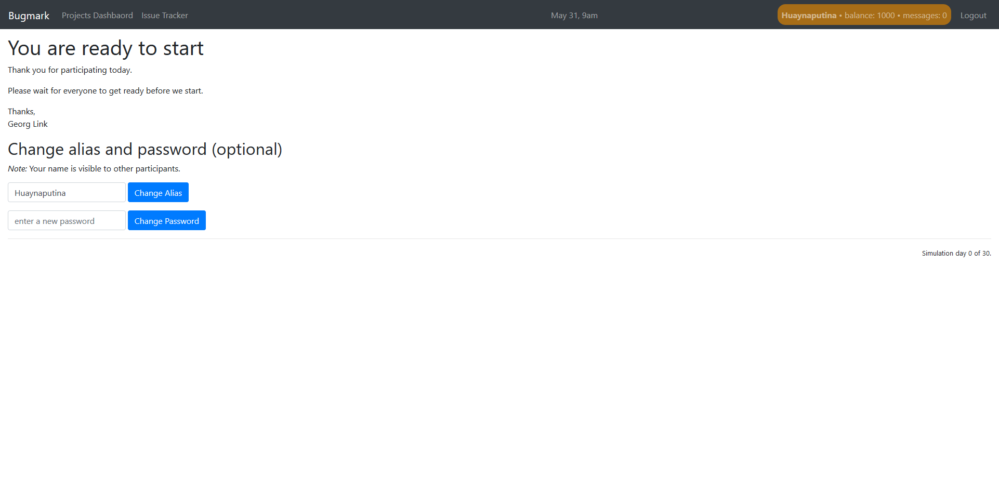 Bugmark Projects Dashbaord Issue Tracker May 31, 9am Huaynaputina • balance: 1000 • messages: 0 Logout
You are ready to start
Thank you for participating today.
Please wait for everyone to get ready before we start.
Thanks,
Georg Link
Change alias and password (optional)
Note: Your name is visible to other participants.
Huaynaputina Change Alias
enter a new password Change Password
Simulation day 0 of 30.